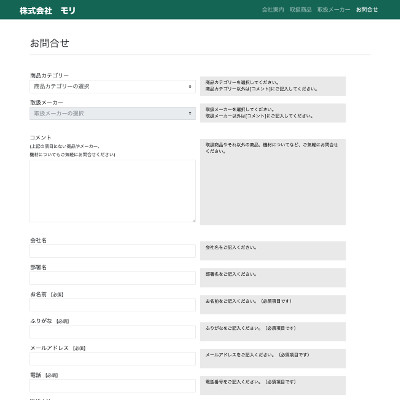 株式会社　モリ
会社案内　取扱商品　取扱メーカー　お問合せ
お問合せ
商品カテゴリー
商品カテゴリーの選択
商品カテゴリーを選択してください。
商品カテゴリー以外は[コメント]にご記入してください。
取扱メーカー
取扱メーカーの選択
取扱メーカーを選択してください。
取扱メーカー以外は[コメント]にご記入してください。
コメント
(上記の項目にない商品やメーカー、
機材についてもご気軽にお問合せください)
取扱商品やそれ以外の商品、機材についてなど、ご気軽にお問合せ
ください。
会社名
会社名をご記入ください。
部署名
部署名をご記入ください。
お名前 【必須】
お名前をご記入ください。（必須項目です）
ふりがな 【必須】
ふりがなをご記入ください。（必須項目です）
メールアドレス 【必須】
メールアドレスをご記入ください。（必須項目です）
電話 【必須】
電話番号をご記入ください。（必須項目です）